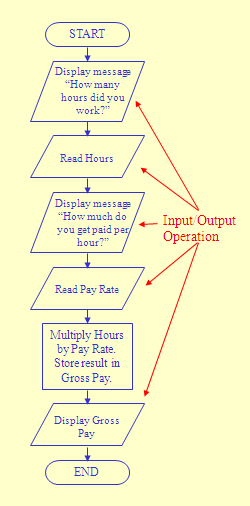 START
Display message
“How many
hours did you
work?”
Read Hours
Display message
“How much do
you get paid per
hour?”
Input/Output
Operation
Read Pay Rate
Multiply Hours
by Pay Rate.
Store result in
Gross Pay.
Display Gross
Pay
END